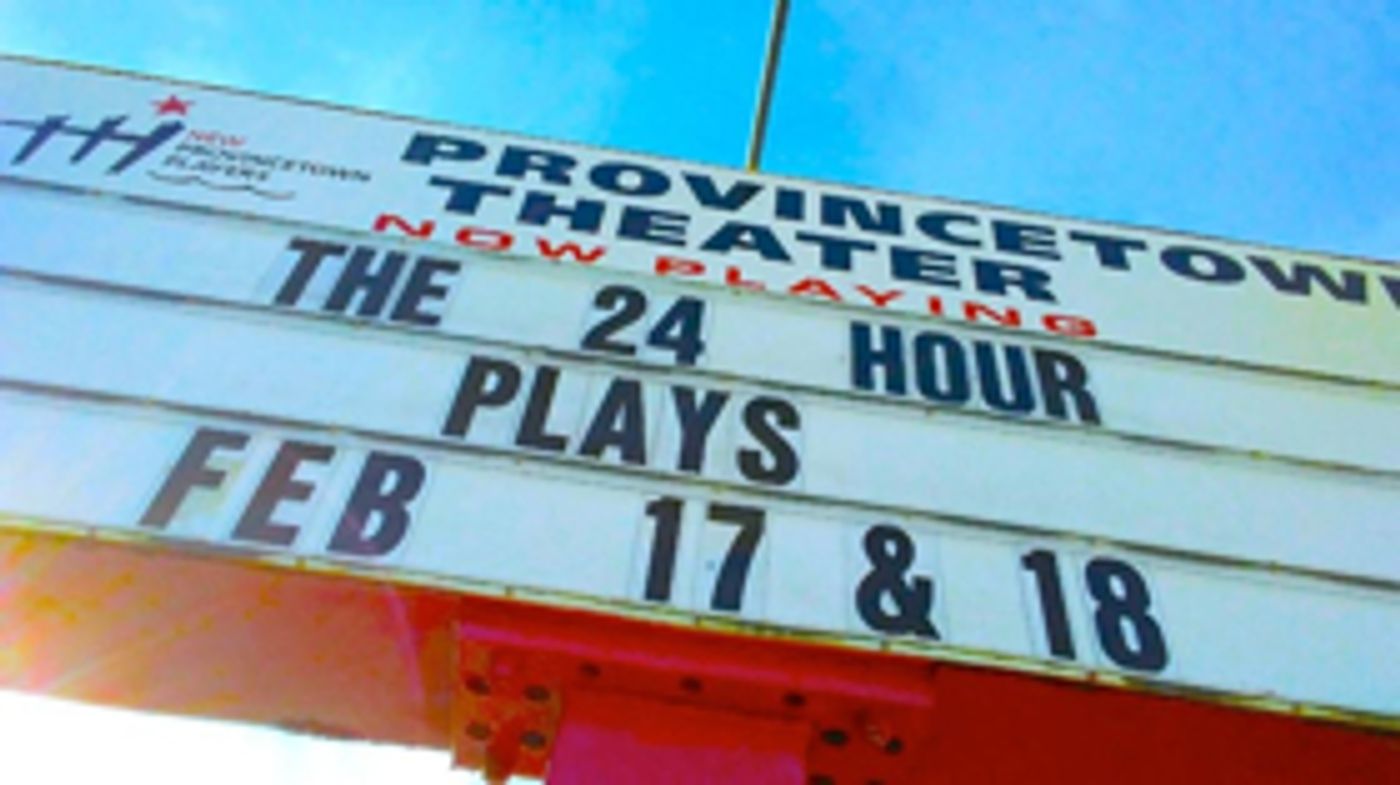 NEW
PROVINCETOWN
PLAYERS
PROVINCETOWN
THEATER
NOW PLAYING
THE 24 HOUR
PLAYS
FEB 17 & 18